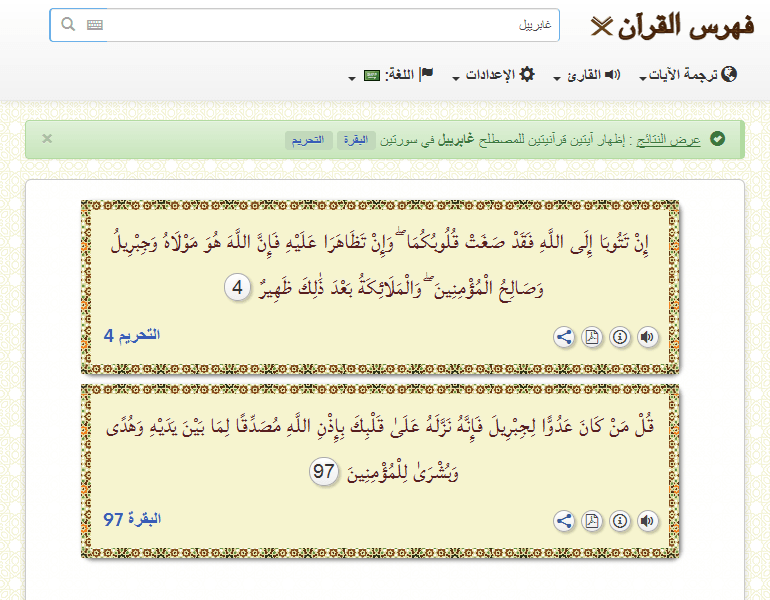 فهرس القرآن
غابرييل
ترجمة الآيات
القارئ
الإعدادات
اللغة:
عرض النتائج : إظهار آيتين قرآنيتين للمصطلح غابرييل في سورتين البقرة التحريم
إِنْ تَتُوبَا إِلَى اللَّهِ فَقَدْ صَغَتْ قُلُوبُكُمَا ۖ وَإِنْ تَظَاهَرَا عَلَيْهِ فَإِنَّ اللَّهَ هُوَ مَوْلَاهُ وَجِبْرِيلُ
وَصَالِحُ الْمُؤْمِنِينَ ۖ وَالْمَلَائِكَةُ بَعْدَ ذَٰلِكَ ظَهِيرٌ 4
التحريم 4
قُلْ مَنْ كَانَ عَدُوًّا لِجِبْرِيلَ فَإِنَّهُ نَزَّلَهُ عَلَىٰ قَلْبِكَ بِإِذْنِ اللَّهِ مُصَدِّقًا لِمَا بَيْنَ يَدَيْهِ وَهُدًى
وَبُشْرَىٰ لِلْمُؤْمِنِينَ 97
البقرة 97